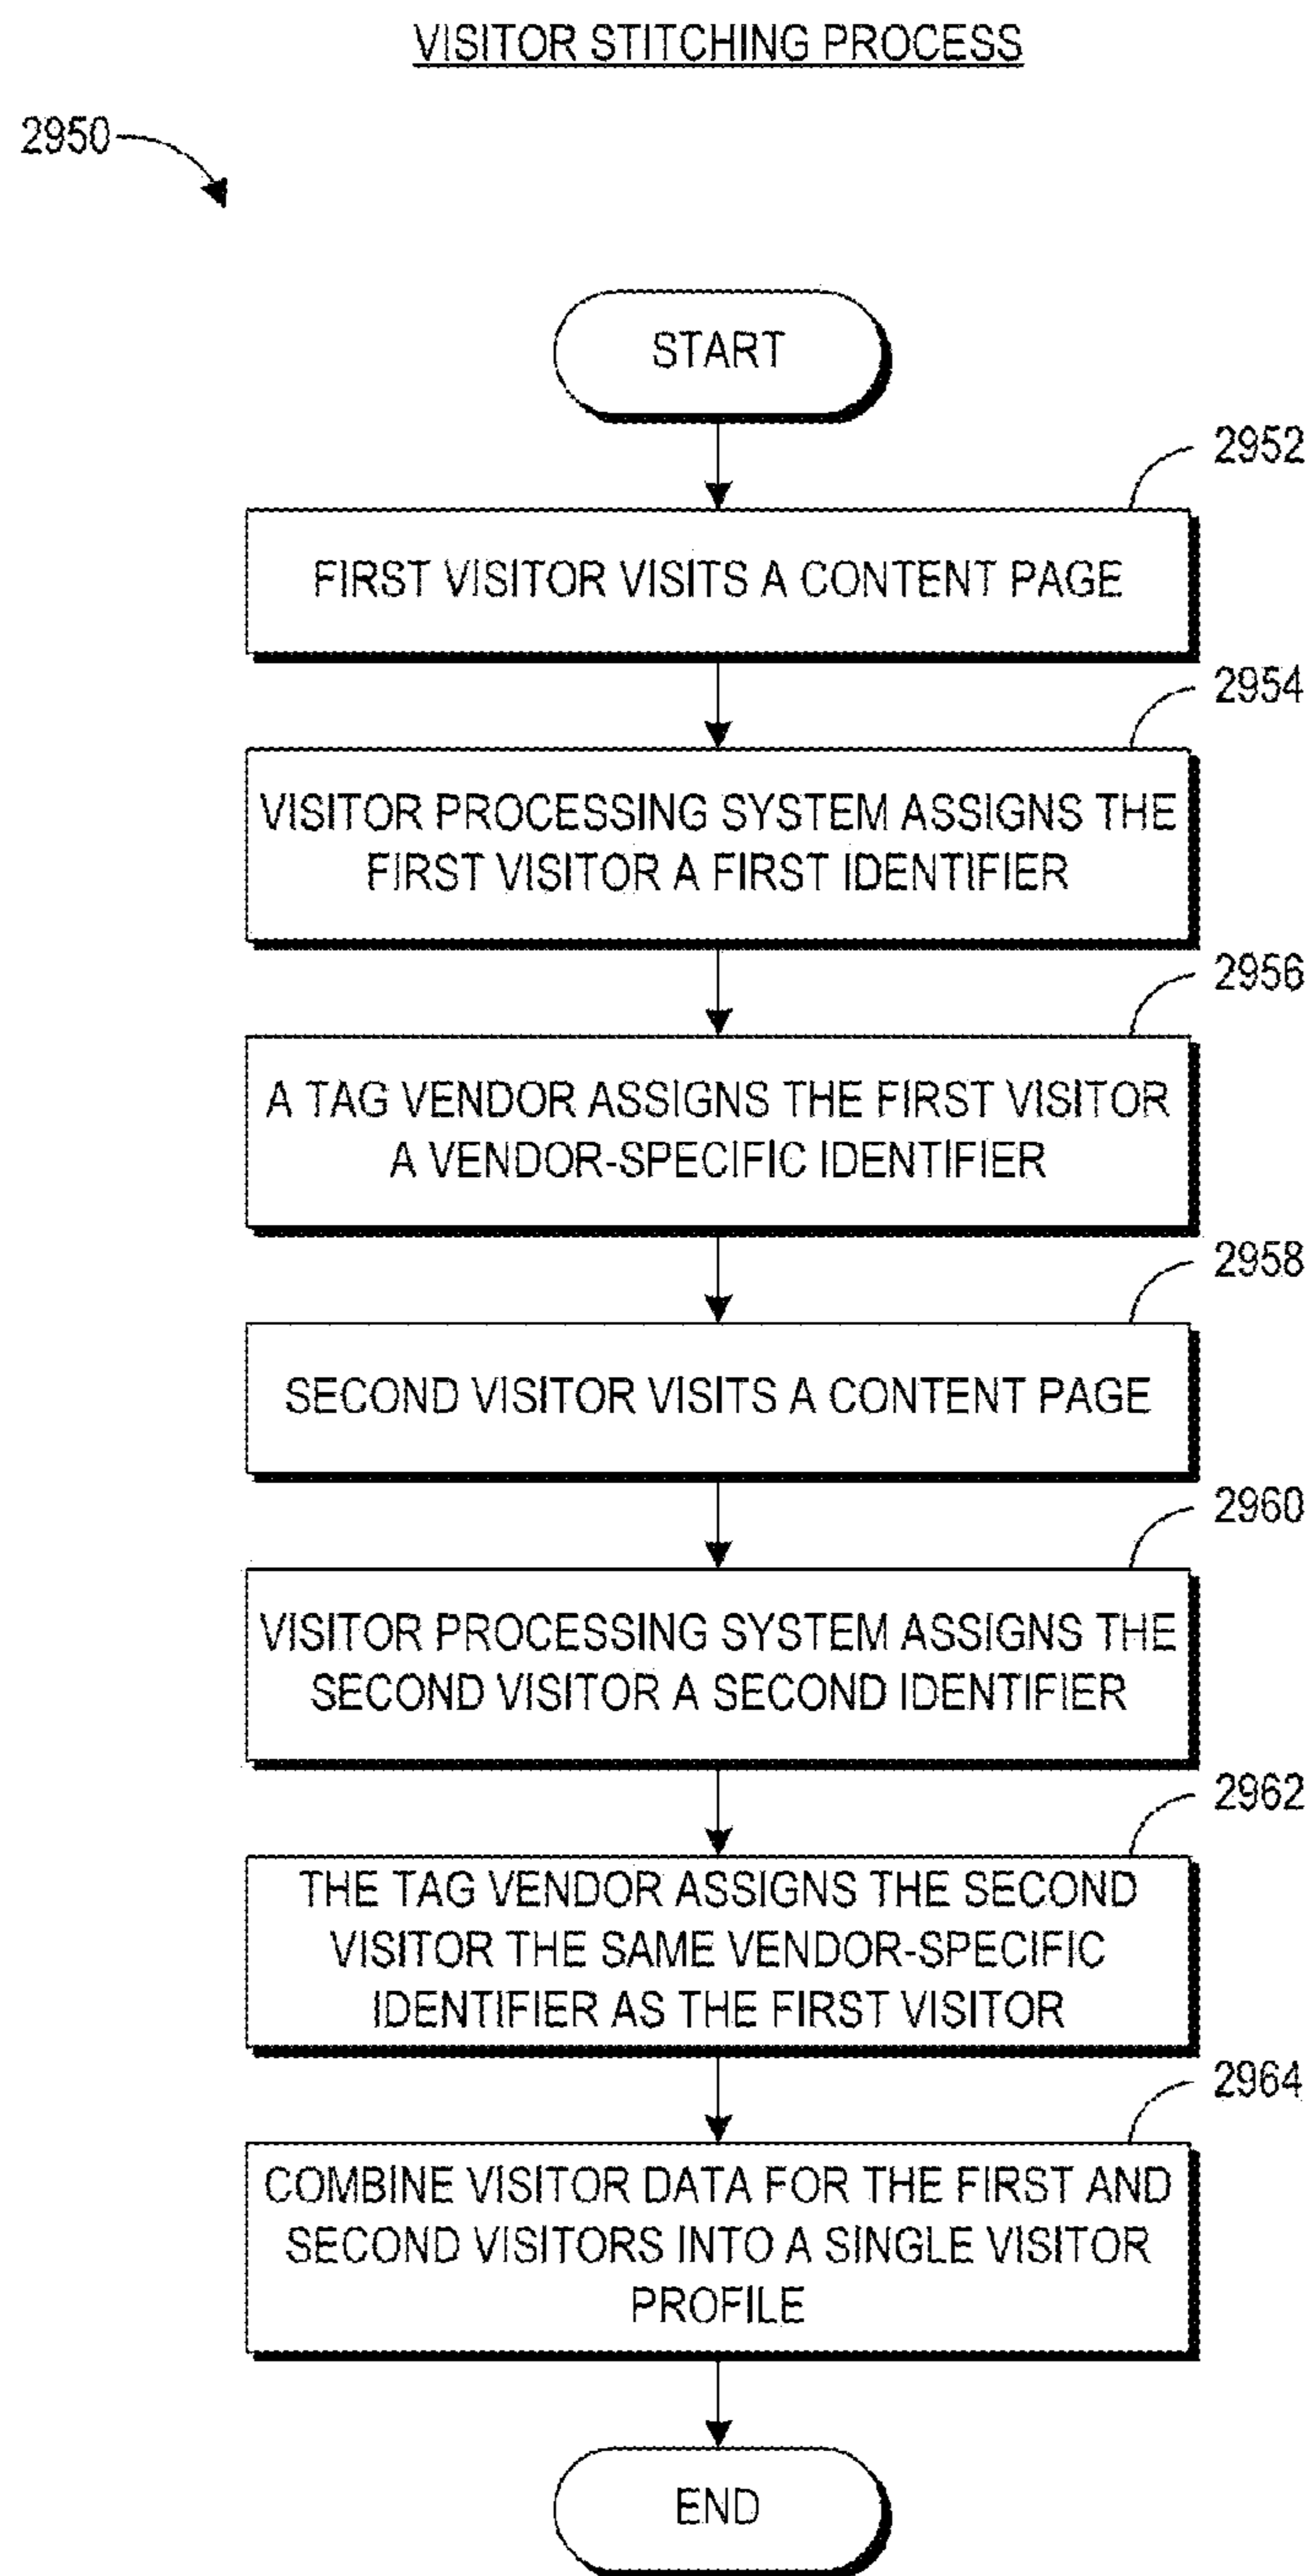 VISITOR STITCHING PROCESS
2950
START
2952
FIRST VISITOR VISITS A CONTENT PAGE
2954
VISITOR PROCESSING SYSTEM ASSIGNS THE
FIRST VISITOR A FIRST IDENTIFIER
2956
A TAG VENDOR ASSIGNS THE FIRST VISITOR
A VENDOR-SPECIFIC IDENTIFIER
2958
SECOND VISITOR VISITS A CONTENT PAGE
2960
VISITOR PROCESSING SYSTEM ASSIGNS THE
SECOND VISITOR A SECOND IDENTIFIER
2962
THE TAG VENDOR ASSIGNS THE SECOND
VISITOR THE SAME VENDOR-SPECIFIC
IDENTIFIER AS THE FIRST VISITOR
2964
COMBINE VISITOR DATA FOR THE FIRST AND
SECOND VISITORS INTO A SINGLE VISITOR
PROFILE
END